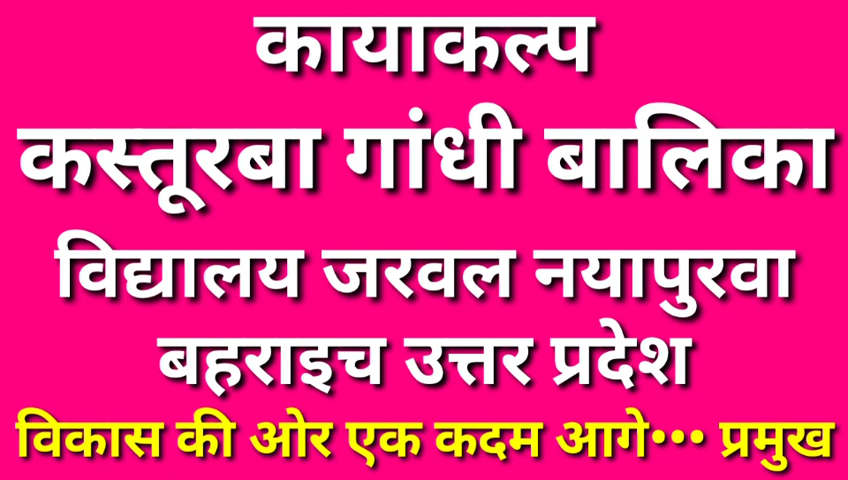 कायाकल्प
कस्तूरबा गांधी बालिका
विद्यालय जरवल नयापुरवा
बहराइच उत्तर प्रदेश
विकास की ओर एक कदम आगे••• प्रमुख